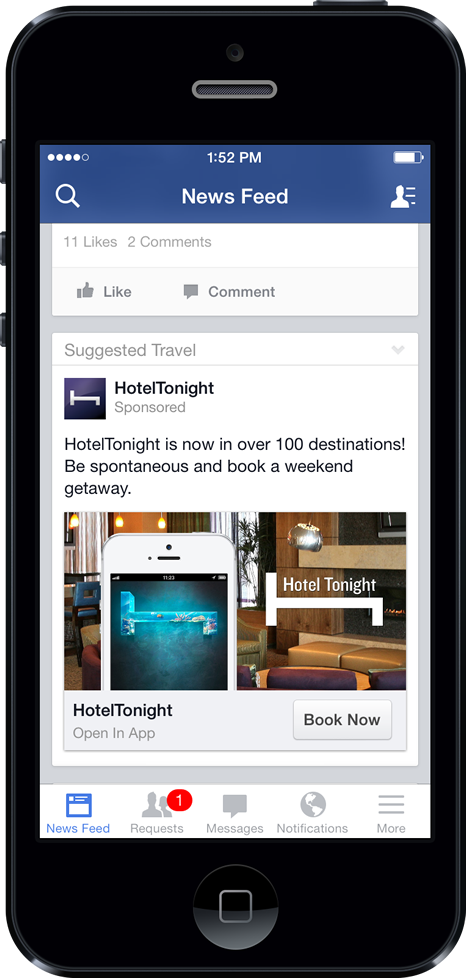 1:52 PM
News Feed
11 Likes 2 Comments
Like Comment
Suggested Travel
HotelTonight
Sponsored
HotelTonight is now in over 100 destinations!
Be spontaneous and book a weekend
getaway.
11:23
Hotel Tonight
HotelTonight
Open In App
Book Now
1
News Feed Requests Messages Notifications More